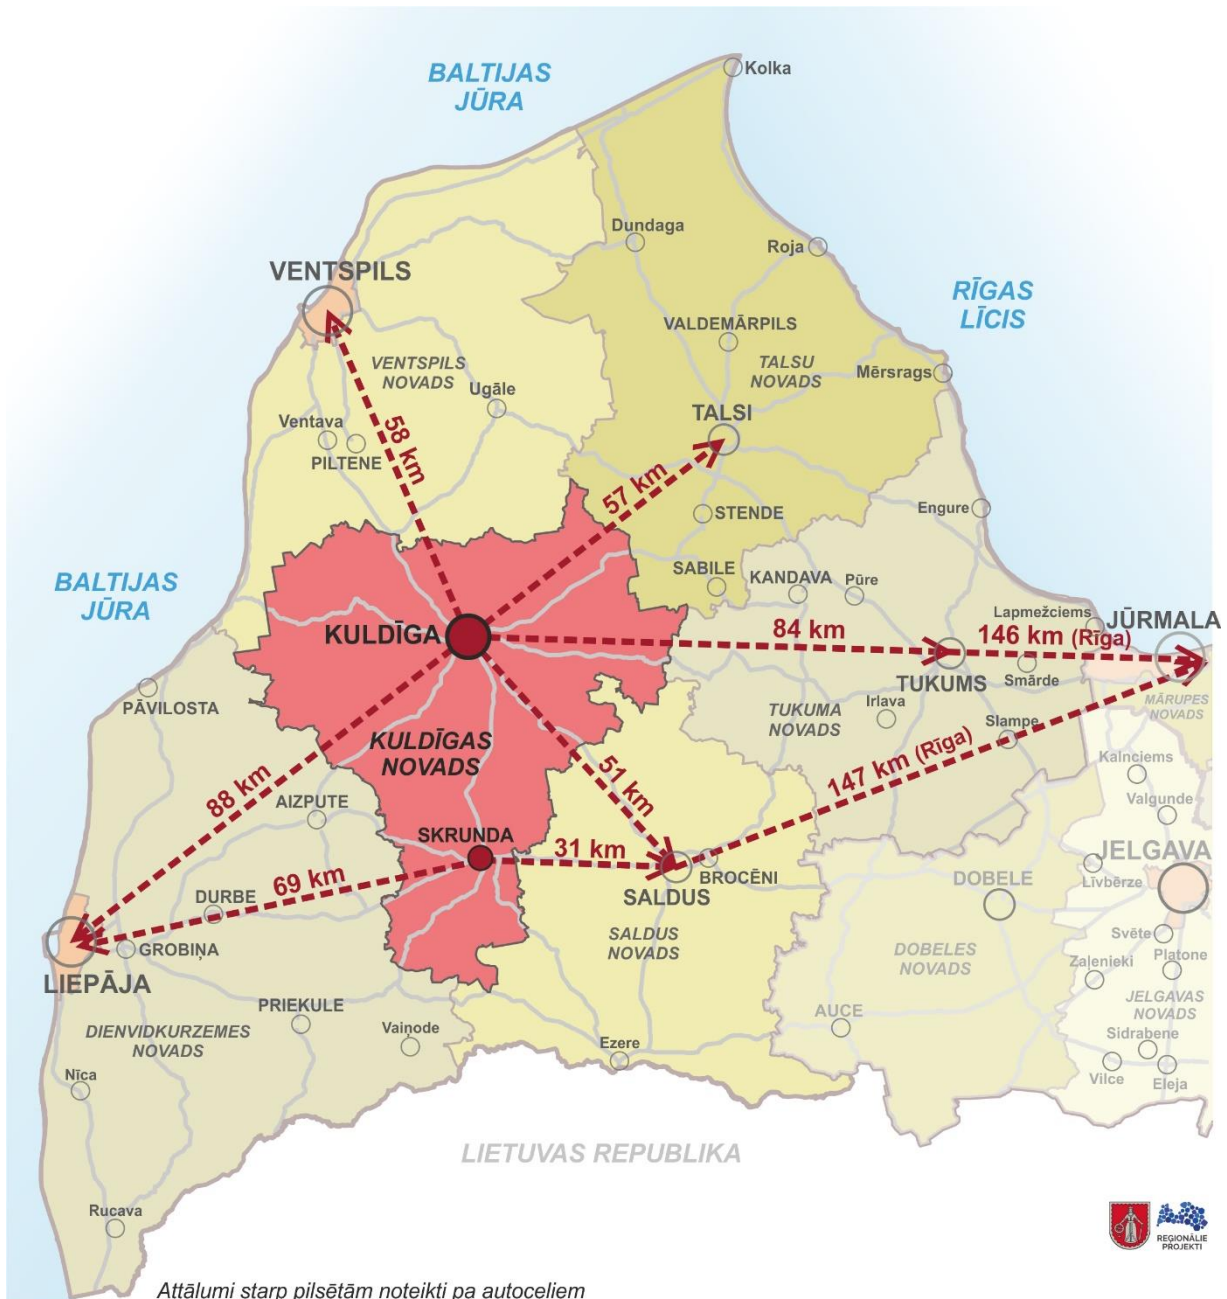 BALTIJAS
JŪRA
Kolka
Dundaga
Roja
VENTSPILS
RĪGAS
LĪCIS
VALDEMĀRPILS
VENTSPILS
NOVADS
TALSU
NOVADS
Mērsrags
Ugāle
TALSI
Ventava
PILTENE
58 km
57 km
STENDE
Engure
BALTIJAS
JŪRA
SABILE
KANDAVA
Pūre
Lapmežciems
JŪRMALA
KULDĪGA
84 km
146 km (Rīga)
TUKUMS
Smārde
PĀVILOSTA
TUKUMA
NOVADS
Irlava
Slampe
MĀRUPES
NOVADS
KULDĪGAS
NOVADS
51 km
147 km (Rīga)
Kalnciems
88 km
AIZPUTE
Valgunde
SKRUNDA
31 km
BROCĒNI
JELGAVA
69 km
DURBE
SALDUS
DOBELE
Līvbērze
GROBIŅA
SALDUS
NOVADS
DOBELES
NOVADS
Svēte
Platone
Zaļenieki
LIEPĀJA
PRIEKULE
JELGAVAS
NOVADS
DIENVIDKURZEMES
NOVADS
Vaiņode
AUCE
Sidrabene
Ezere
Nīca
Vilce
Eleja
LIETUVAS REPUBLIKA
Rucava
REĢIONĀLIE
PROJEKTI
Attālumi starp pilsētām noteikti pa autoceļiem